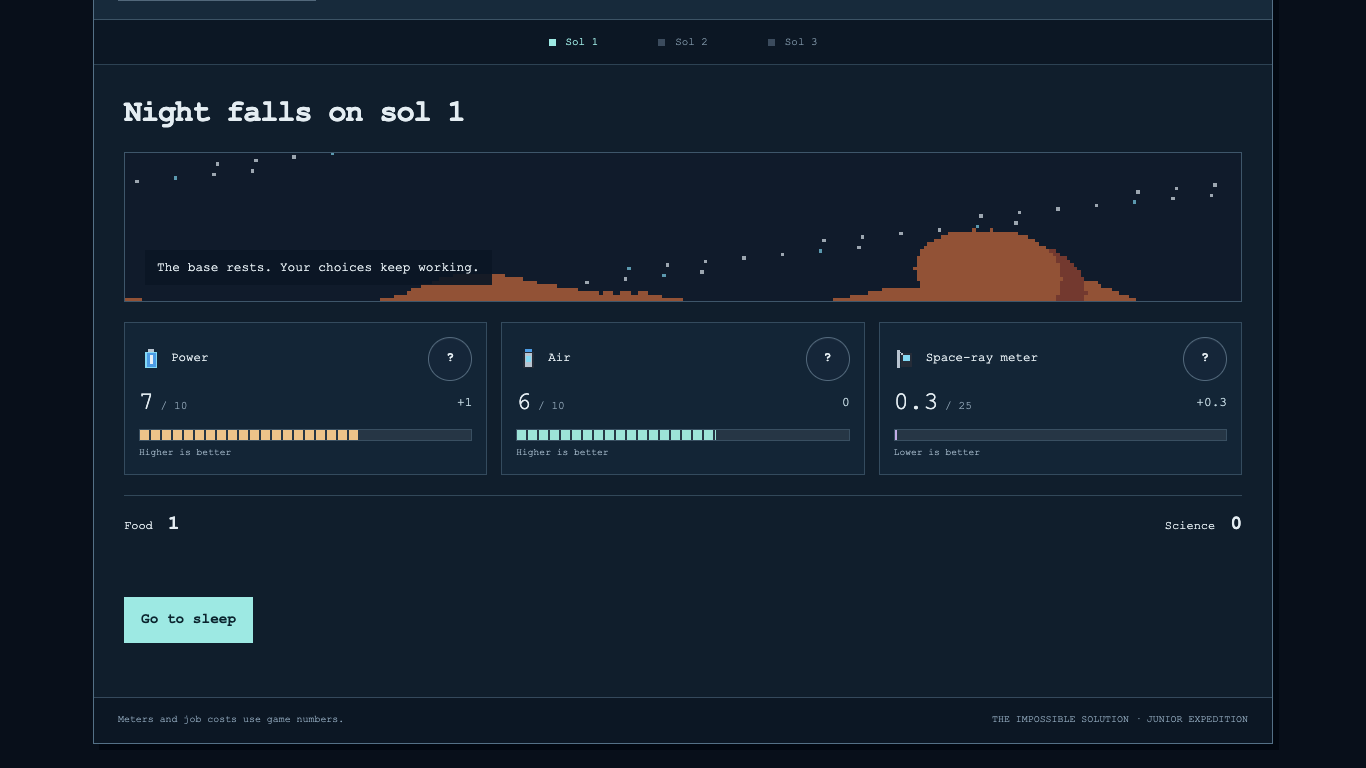 Sol 1
Sol 2
Sol 3
Night falls on sol 1
The base rests. Your choices keep working.
Power
?
7 / 10
+1
Higher is better
Air
?
6 / 10
0
Higher is better
Space-ray meter
?
0.3 / 25
+0.3
Lower is better
Food 1
Science 0
Go to sleep
Meters and job costs use game numbers.
THE IMPOSSIBLE SOLUTION · JUNIOR EXPEDITION